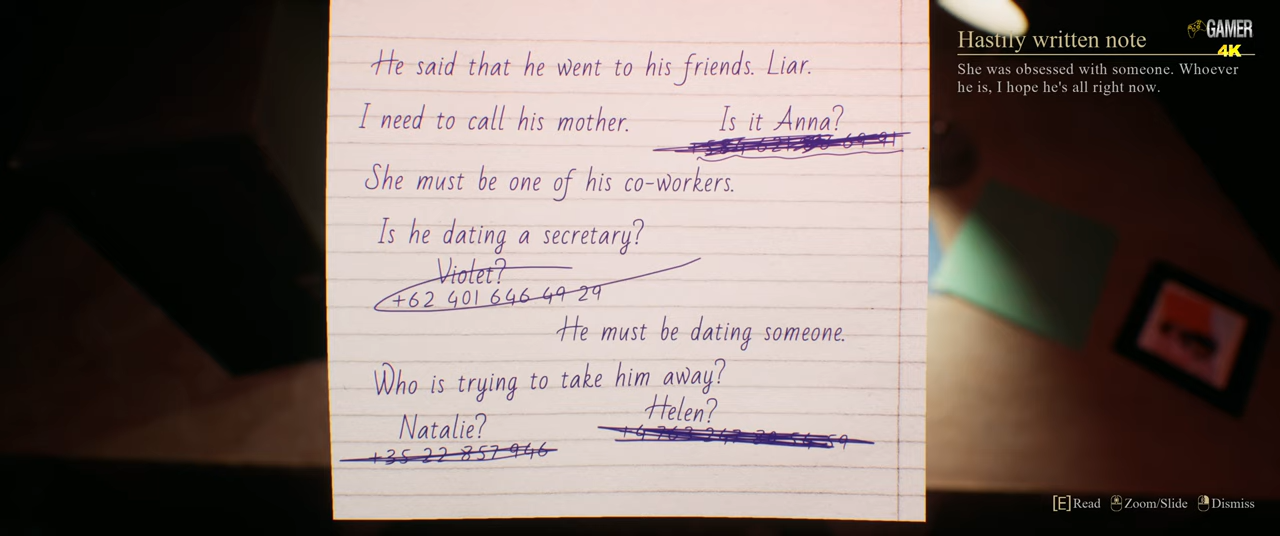 He said that he went to his friends. Liar.
I need to call his mother.
Is it Anna?
She must be one of his co-workers.
Is he dating a secretary?
Violet?
+62 401 646 49 29
He must be dating someone.
Who is trying to take him away?
Helen?
Natalie?
+35 22 857 946
Hastily written note
GAMER
4K
She was obsessed with someone. Whoever
he is, I hope he's all right now.
[E] Read Zoom/Slide Dismiss